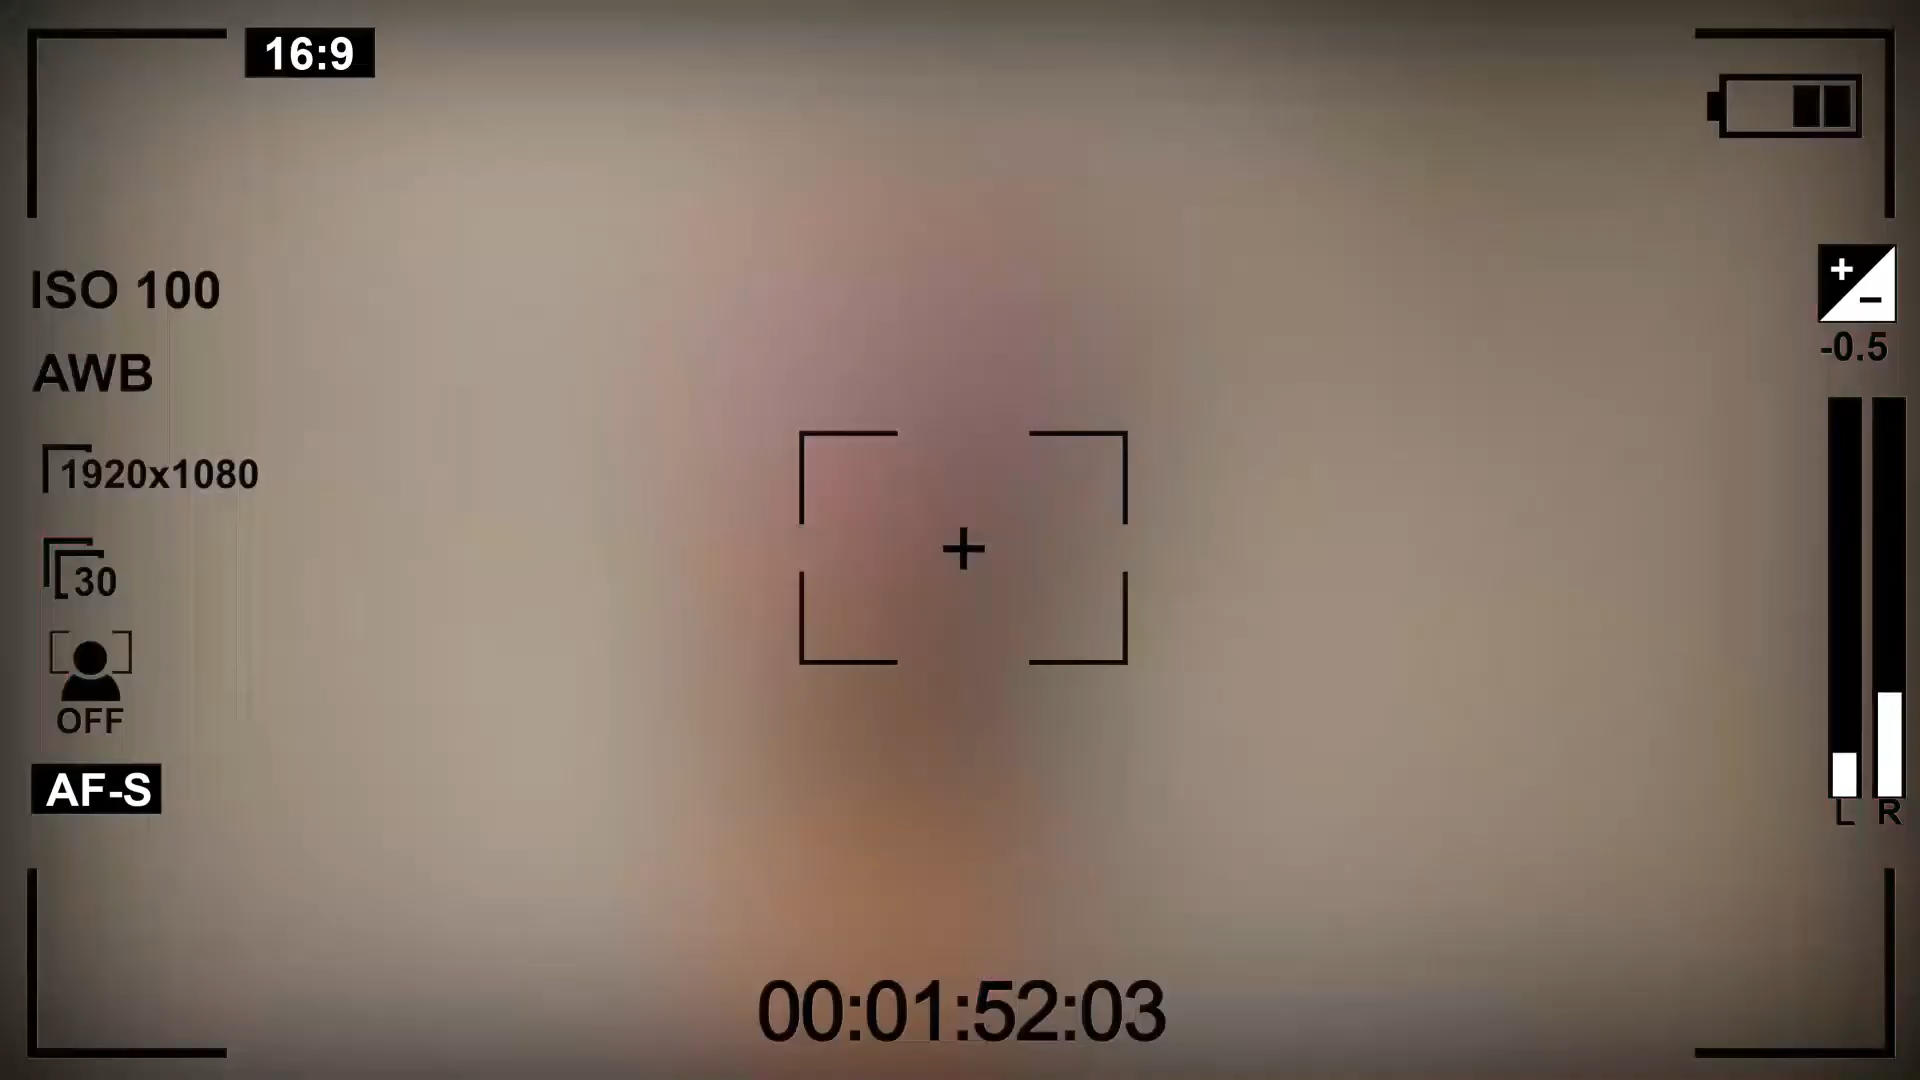 16:9
ISO 100
AWB
1920x1080
30
OFF
AF-S
+
-
-0.5
L R
00:01:52:03